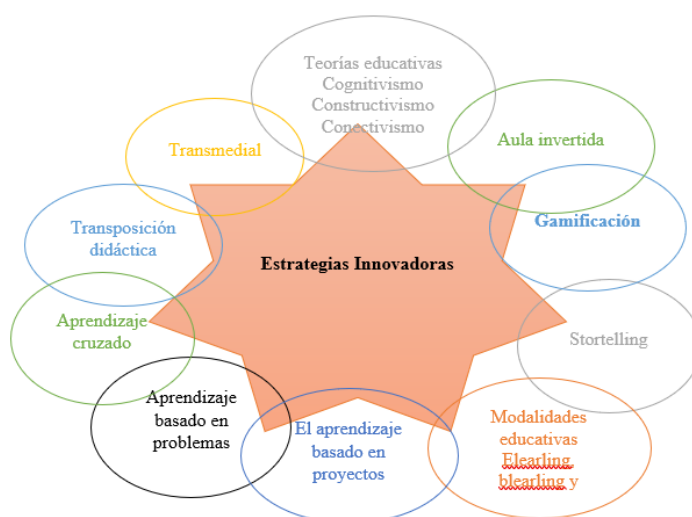 Teorías educativas
Cognitivismo
Constructivismo
Conectivismo
Aula invertida
Transmedial
Gamificación
Transposición
didáctica
Estrategias Innovadoras
Aprendizaje
cruzado
Stortelling
Aprendizaje
basado en
problemas
El aprendizaje
basado en
proyectos
Modalidades
educativas
Elearling
blearling y